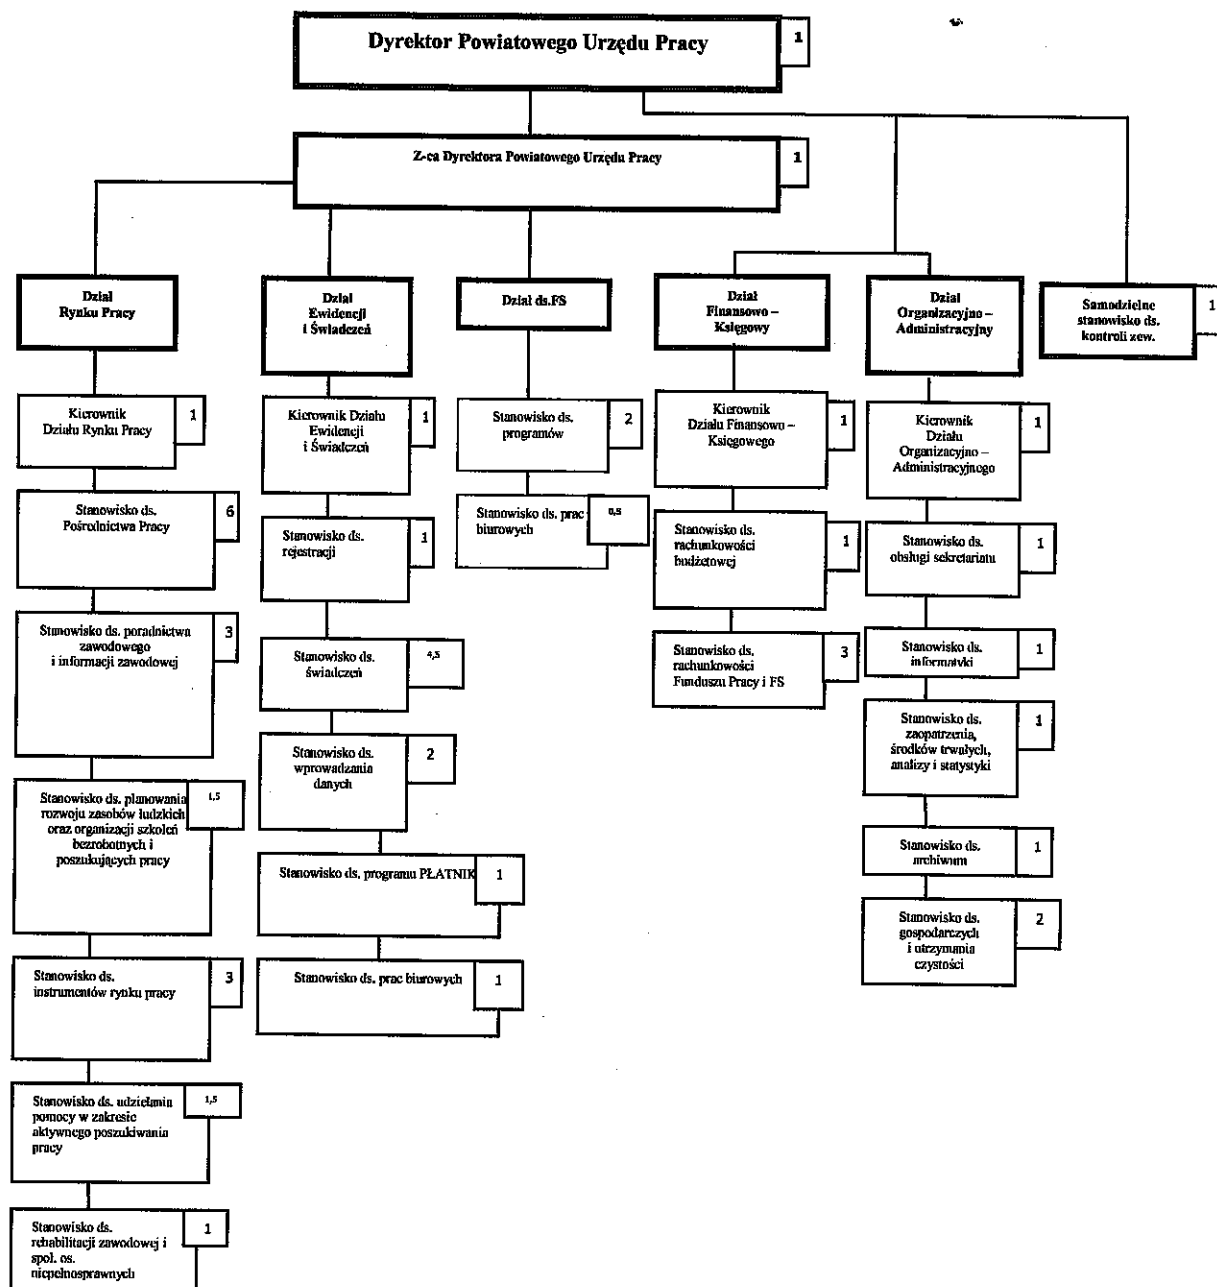 Dyrektor Powiatowego Urzędu Pracy
1
Z-ca Dyrektora Powiatowego Urzędu Pracy
1
Dział
Rynku Pracy
Kierownik
Działu Rynku Pracy
1
Stanowisko ds.
Pośrednictwa Pracy
6
Stanowisko ds. poradnictwa
zawodowego
i informacji zawodowej
3
Stanowisko ds. planowania
rozwoju zasobów ludzkich
oraz organizacji szkoleń
bezrobotnych i
poszukujących pracy
1,5
Stanowisko ds.
instrumentów rynku pracy
3
Stanowisko ds. udzielania
pomocy w zakresie
aktywnego poszukiwania
pracy
1,5
Stanowisko ds.
rehabilitacji zawodowej i
społ. os.
niepełnosprawnych
1
Dział
Ewidencji
i Świadczeń
Kierownik Działu
Ewidencji
i Świadczeń
1
Stanowisko ds.
rejestracji
1
Stanowisko ds.
świadczeń
4,5
Stanowisko ds.
wprowadzania
danych
2
Stanowisko ds. programu PŁATNIK
1
Stanowisko ds. prac biurowych
1
Dział ds.FS
Stanowisko ds.
programów
2
Stanowisko ds. prac
biurowych
0,5
Dział
Finansowo –
Księgowy
Kierownik
Działu Finansowo –
Księgowego
1
Stanowisko ds.
rachunkowości
budżetowej
1
Stanowisko ds.
rachunkowości
Funduszu Pracy i FS
3
Dział
Organizacyjno –
Administracyjny
Kierownik
Działu
Organizacyjno –
Administracyjnego
1
Stanowisko ds.
obsługi sekretariatu
1
Stanowisko ds.
informatyki
1
Stanowisko ds.
zaopatrzenia,
środków trwałych,
analizy i statystyki
1
Stanowisko ds.
archiwum
1
Stanowisko ds.
gospodarczych
i utrzymania
czystości
2
Samodzielne
stanowisko ds.
kontroli zew.
1